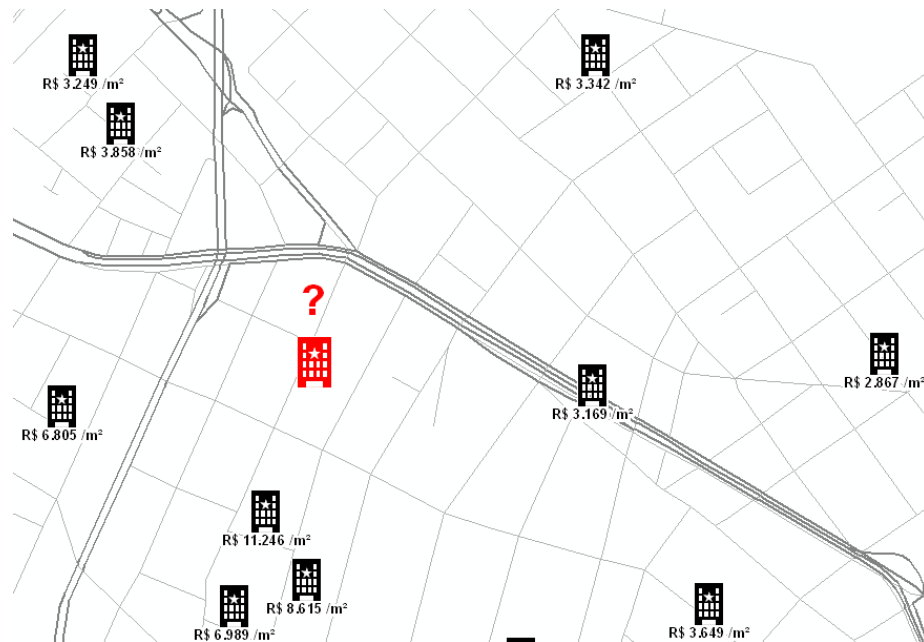 R$ 3.249 /m²
R$ 3.342 /m²
R$ 3.858 /m²
?
R$ 2.867 /m²
R$ 3.169 /m²
R$ 6.805 /m²
R$ 11.246 /m²
R$ 8.615 /m²
R$ 6.989 /m²
R$ 3.649 /m²